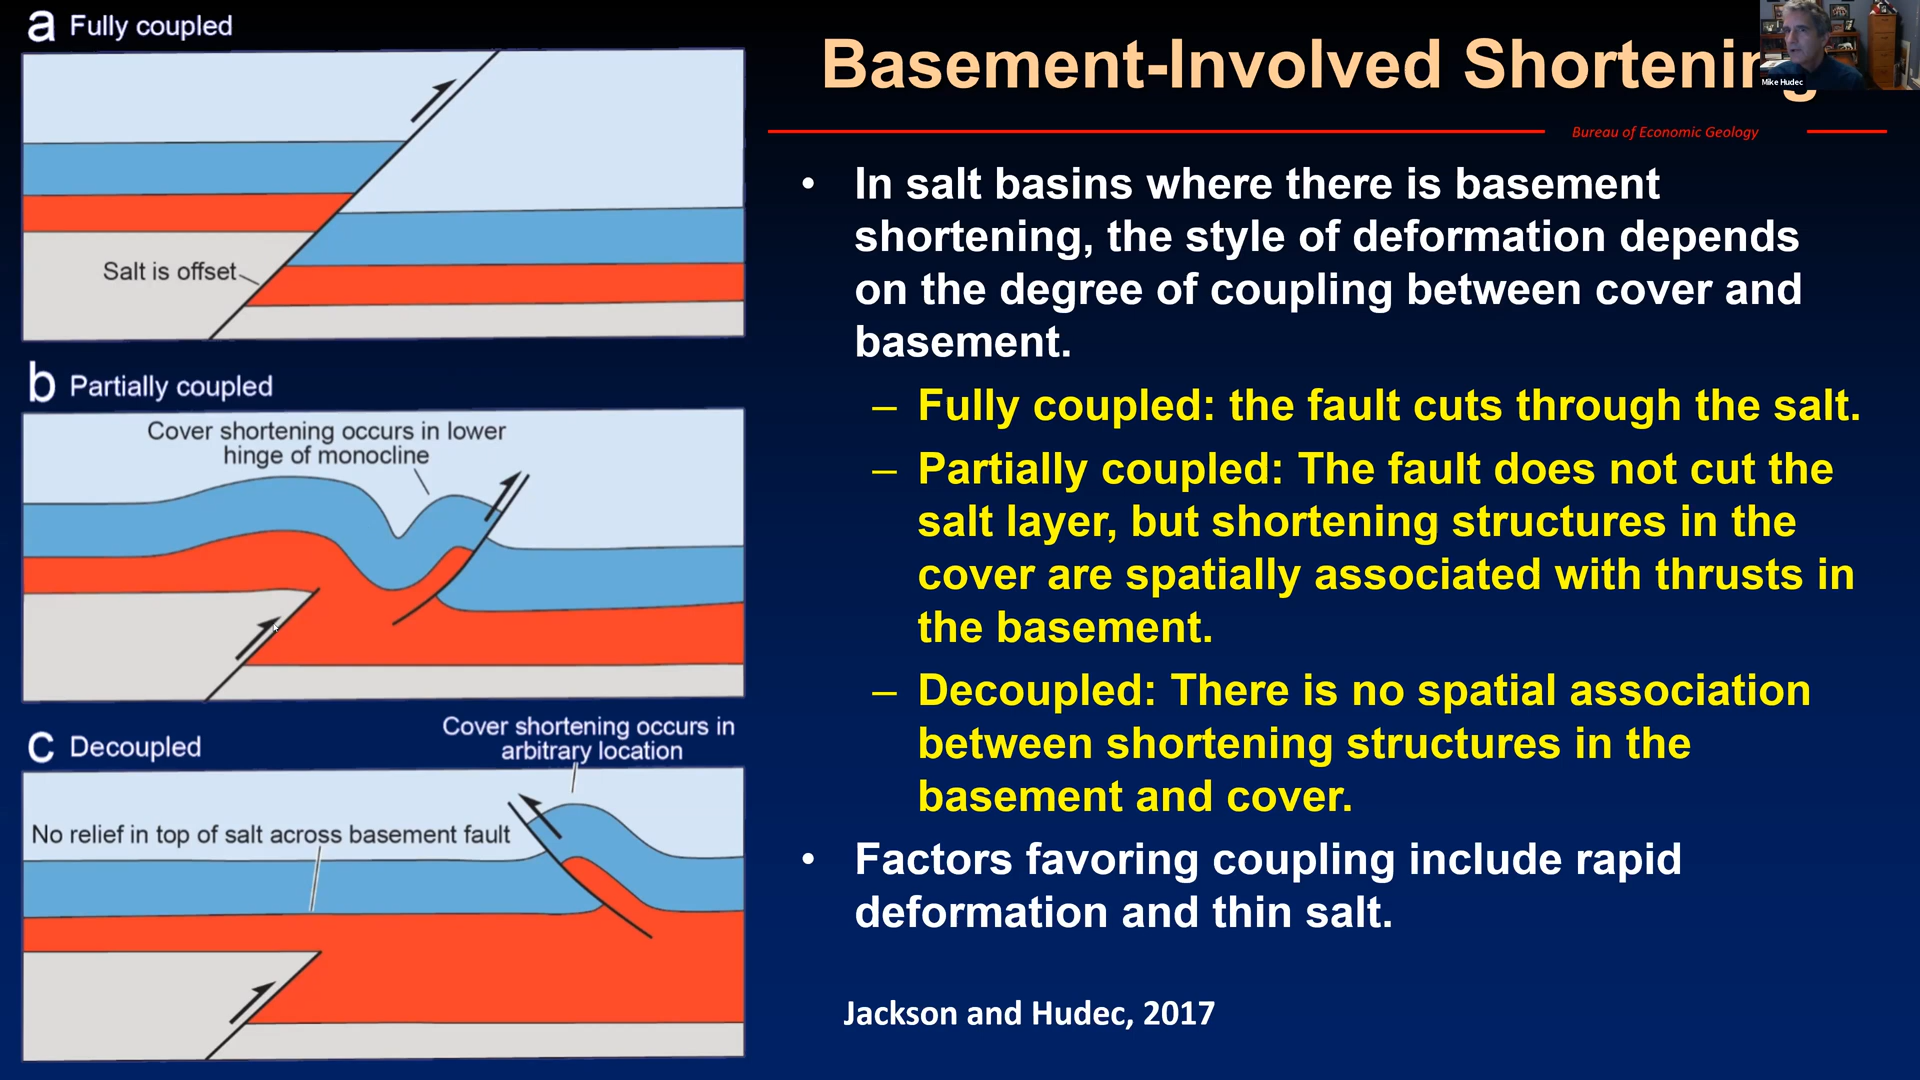 a Fully coupled
Salt is offset
b Partially coupled
Cover shortening occurs in lower
hinge of monocline
c Decoupled
Cover shortening occurs in
arbitrary location
No relief in top of salt across basement fault
Basement-Involved Shortening
Mike Hudec
Bureau of Economic Geology
• In salt basins where there is basement
shortening, the style of deformation depends
on the degree of coupling between cover and
basement.
– Fully coupled: the fault cuts through the salt.
– Partially coupled: The fault does not cut the
salt layer, but shortening structures in the
cover are spatially associated with thrusts in
the basement.
– Decoupled: There is no spatial association
between shortening structures in the
basement and cover.
• Factors favoring coupling include rapid
deformation and thin salt.
Jackson and Hudec, 2017